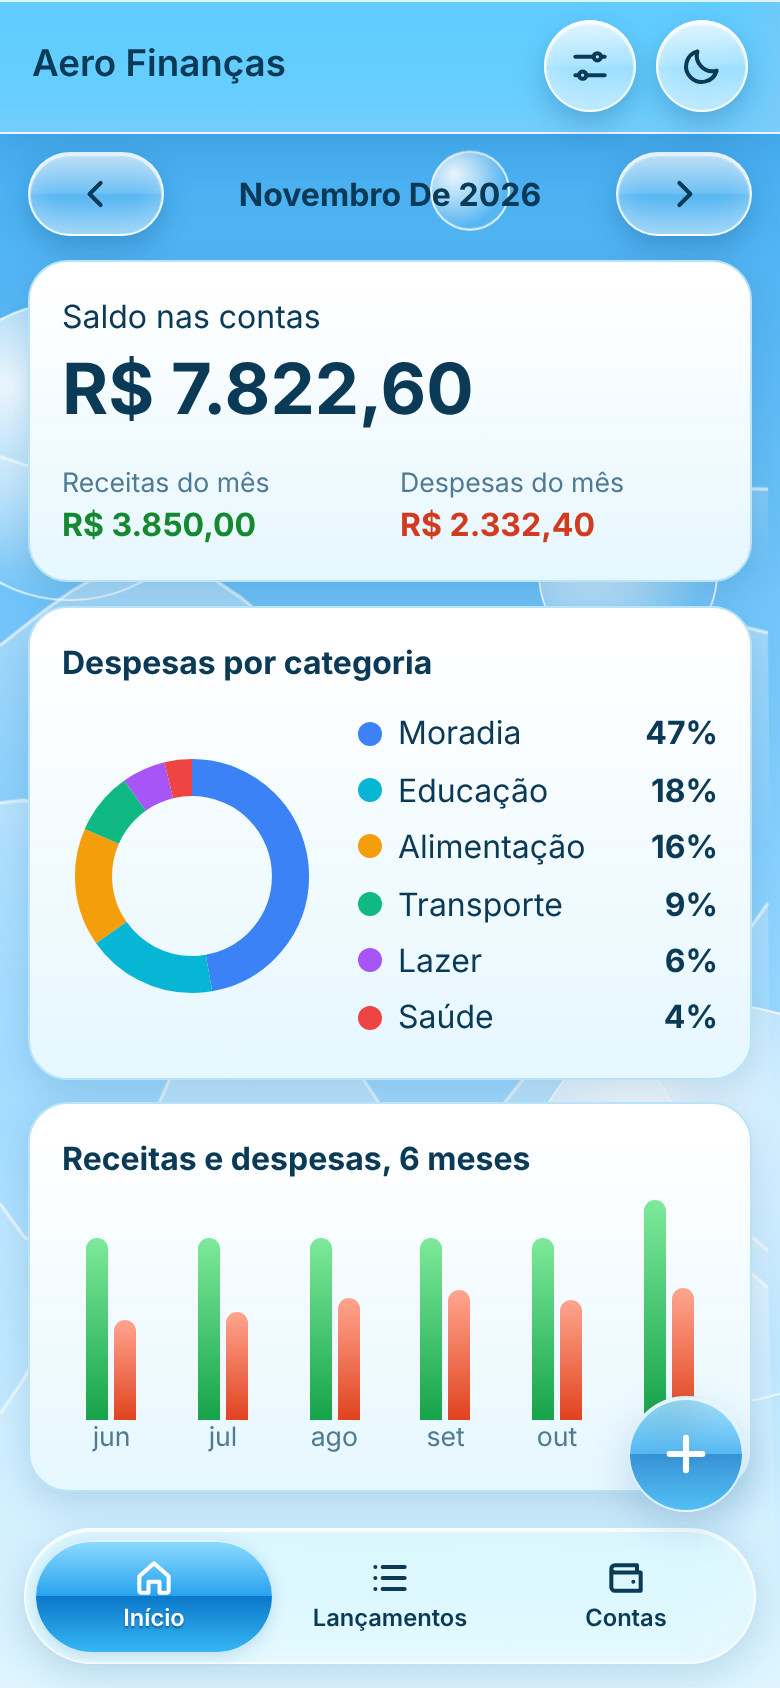 Aero Finanças
Novembro De 2026
Saldo nas contas
R$ 7.822,60
Receitas do mês
Despesas do mês
R$ 3.850,00
R$ 2.332,40
Despesas por categoria
Moradia 47%
Educação 18%
Alimentação 16%
Transporte 9%
Lazer 6%
Saúde 4%
Receitas e despesas, 6 meses
jun jul ago set out
Início
Lançamentos
Contas